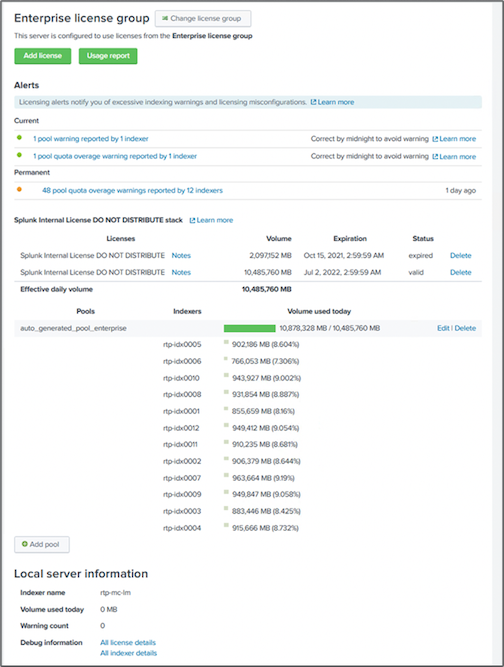 Enterprise license group Change license group
This server is configured to use licenses from the Enterprise license group
Add license Usage report
Alerts
Licensing alerts notify you of excessive indexing warnings and licensing misconfigurations. Learn more
Current
1 pool warning reported by 1 indexer Correct by midnight to avoid warning Learn more
1 pool quota overage warning reported by 1 indexer Correct by midnight to avoid warning Learn more
Permanent
48 pool quota overage warnings reported by 12 indexers 1 day ago
Splunk Internal License DO NOT DISTRIBUTE stack Learn more
Licenses Volume Expiration Status
Splunk Internal License DO NOT DISTRIBUTE Notes 2,097,152 MB Oct 15, 2021, 2:59:59 AM expired Delete
Splunk Internal License DO NOT DISTRIBUTE Notes 10,485,760 MB Jul 2, 2022, 2:59:59 AM valid Delete
Effective daily volume 10,485,760 MB
Pools Indexers Volume used today
auto_generated_pool_enterprise 10,878,328 MB / 10,485,760 MB Edit | Delete
rtp-idx0005 902,186 MB (8.604%)
rtp-idx0006 766,053 MB (7.306%)
rtp-idx0010 943,927 MB (9.002%)
rtp-idx0008 931,854 MB (8.887%)
rtp-idx0001 855,659 MB (8.16%)
rtp-idx0012 949,412 MB (9.054%)
rtp-idx0011 910,235 MB (8.681%)
rtp-idx0002 906,379 MB (8.644%)
rtp-idx0007 963,664 MB (9.19%)
rtp-idx0009 949,847 MB (9.058%)
rtp-idx0003 883,446 MB (8.425%)
rtp-idx0004 915,666 MB (8.732%)
Add pool
Local server information
Indexer name rtp-mc-lm
Volume used today 0 MB
Warning count 0
Debug information All license details
All indexer details